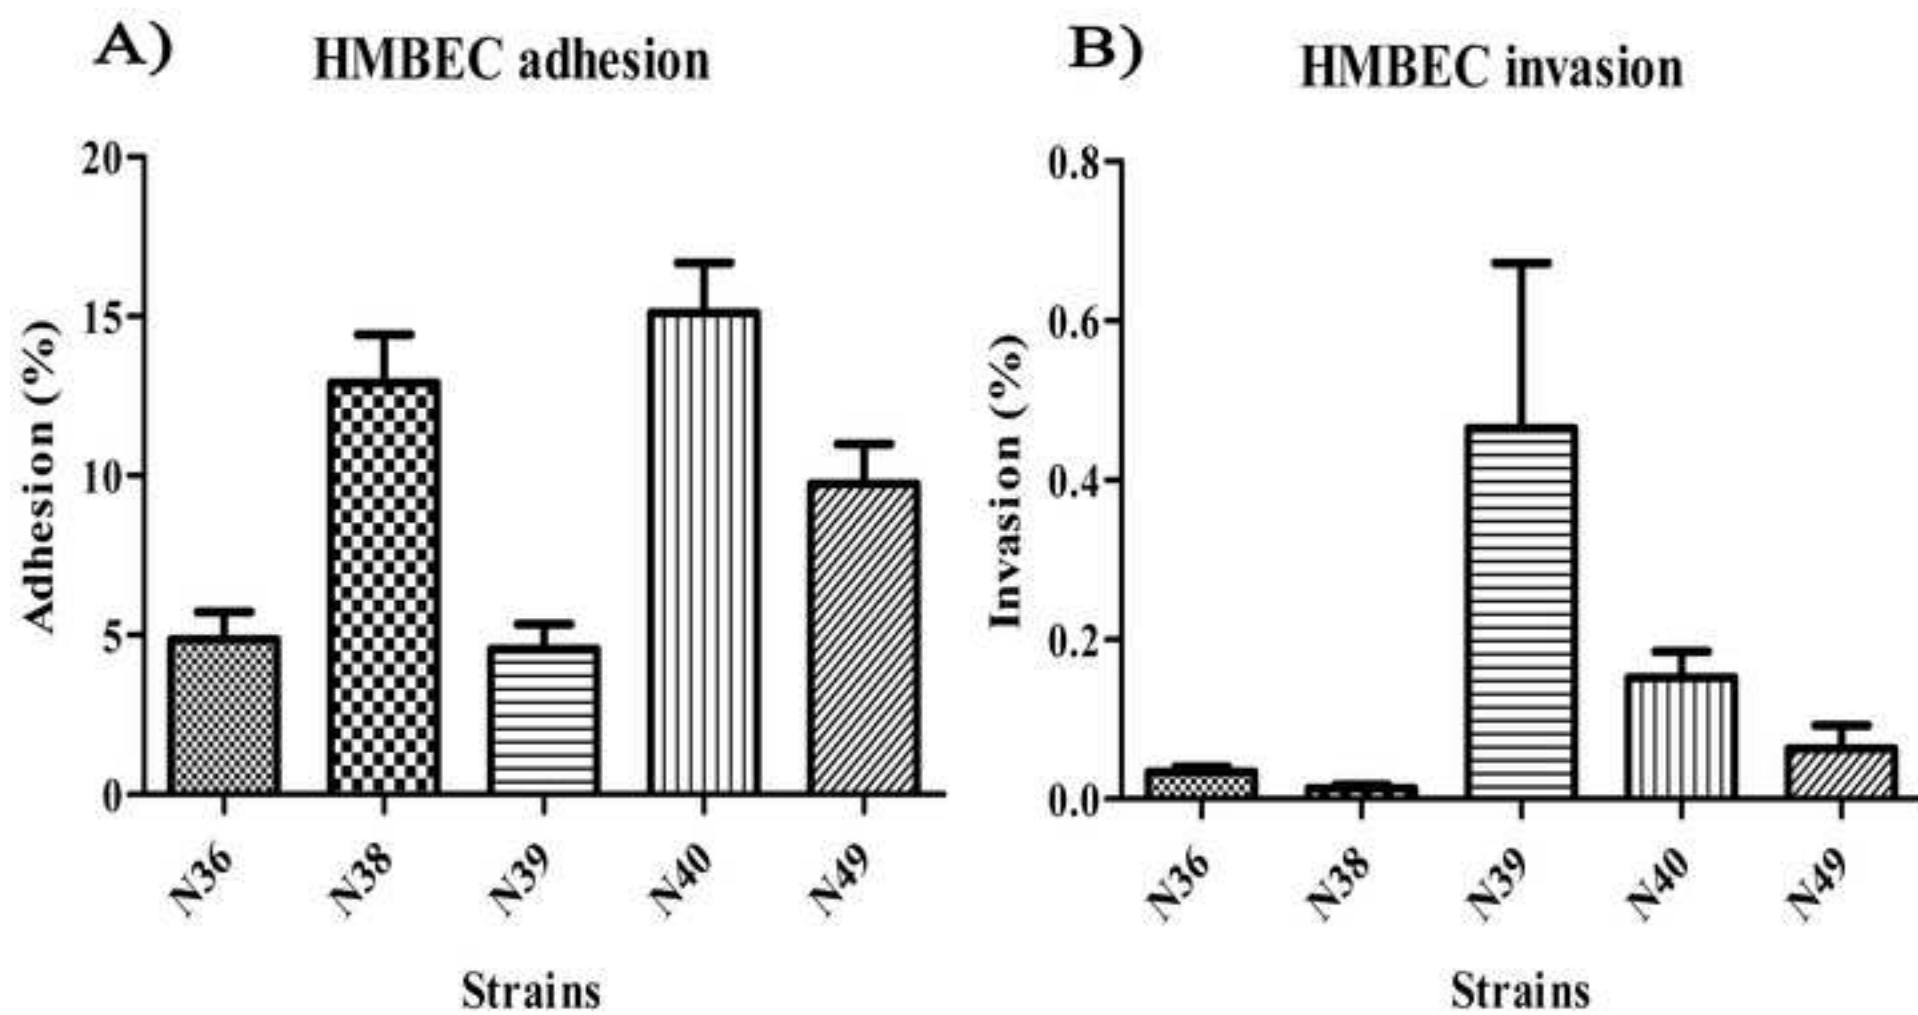 A) HMBEC adhesion
20
15
10
5
0
Adhesion (%)
N36 N38 N39 N40 N49
Strains
B) HMBEC invasion
0.8
0.6
0.4
0.2
0.0
Invasion (%)
N36 N38 N39 N40 N49
Strains